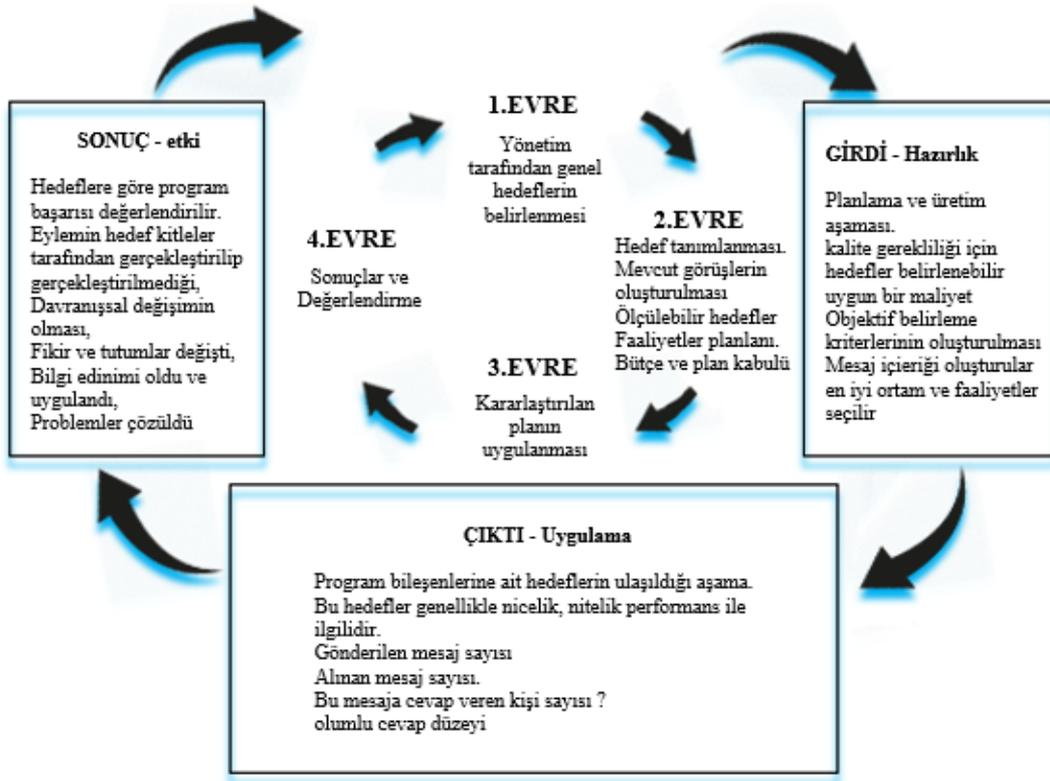 1.EVRE
Yönetim
tarafından genel
hedeflerin
belirlenmesi
2.EVRE
Hedef tanımlanması.
Mevcut görüşlerin
oluşturulması
Ölçülebilir hedefler
Faaliyetler planlanı.
Bütçe ve plan kabulü
3.EVRE
Kararlaştırılan
planın
uygulanması
4.EVRE
Sonuçlar ve
Değerlendirme
GİRDİ - Hazırlık
Planlama ve üretim
aşaması.
kalite gerekliliği için
hedefler belirlenebilir
uygun bir maliyet
Objektif belirleme
kriterlerinin oluşturulması
Mesaj içieriği oluşturular
en iyi ortam ve faaliyetler
seçilir
ÇIKTI - Uygulama
Program bileşenlerine ait hedeflerin ulaşıldığı aşama.
Bu hedefler genellikle nicelik, nitelik performans ile
ilgilidir.
Gönderilen mesaj sayısı
Alınan mesaj sayısı.
Bu mesaja cevap veren kişi sayısı ?
olumlu cevap düzeyi
SONUÇ - etki
Hedeflere göre program
başarısı değerlendirilir.
Eylemin hedef kitleler
tarafından gerçekleştirilip
gerçekleştirilmediği,
Davranışsal değişimin
olması,
Fikir ve tutumlar değişti,
Bilgi edinimi oldu ve
uygulandı,
Problemler çözüldü